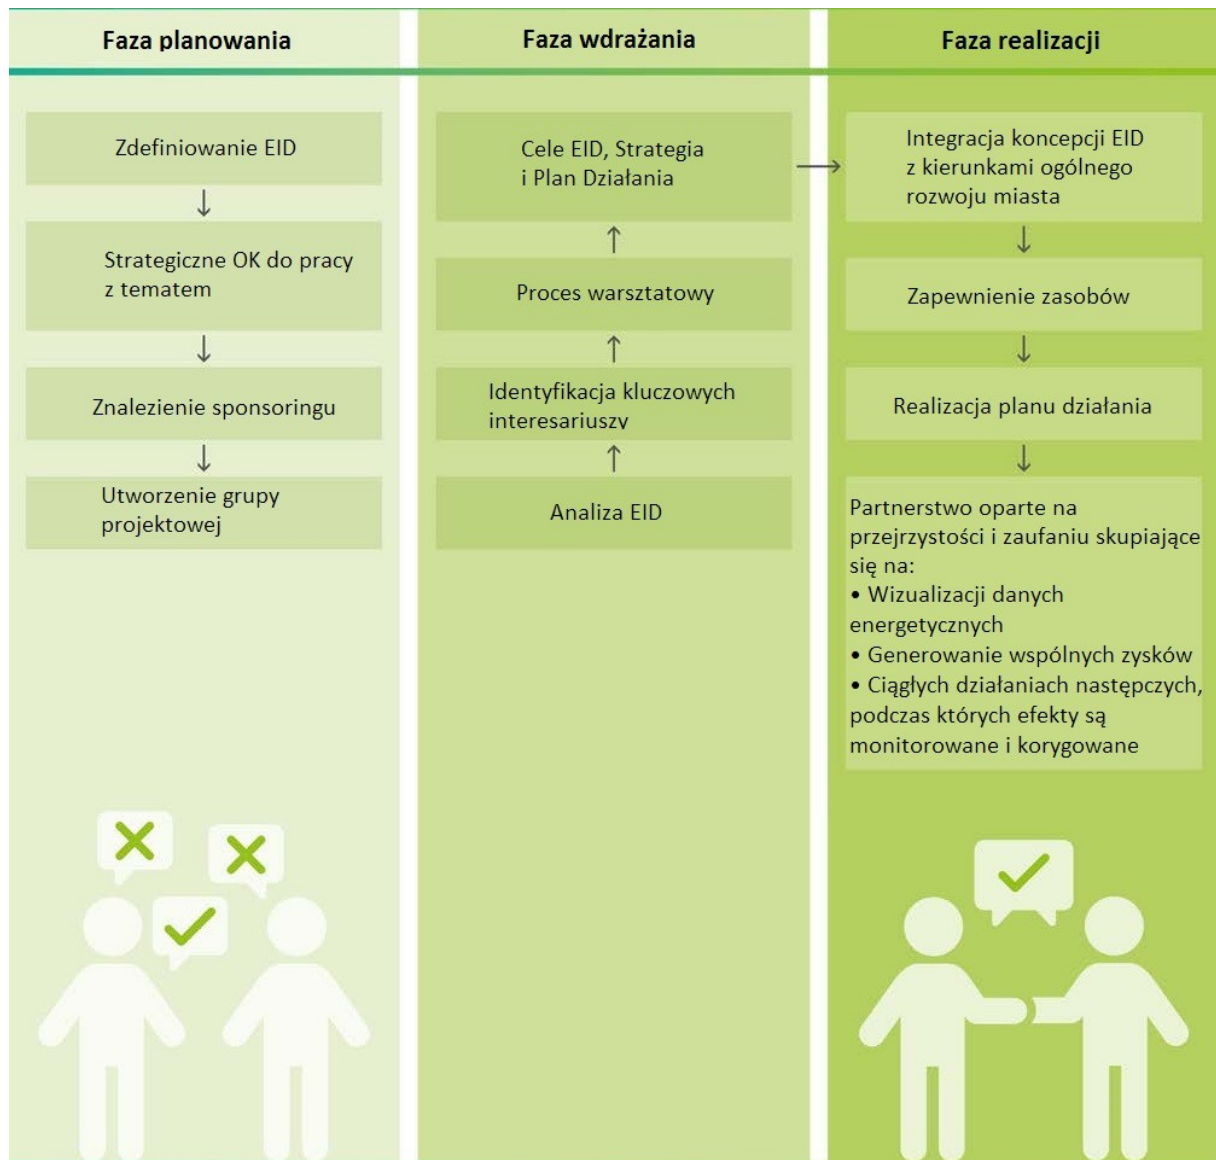 Faza planowania
Zdefiniowanie EID
Strategiczne OK do pracy
z tematem
Znalezienie sponsoringu
Utworzenie grupy
projektowej
Faza wdrażania
Cele EID, Strategia
i Plan Działania
Proces warsztatowy
Identyfikacja kluczowych
interesariuszy
Analiza EID
Faza realizacji
Integracja koncepcji EID
z kierunkami ogólnego
rozwoju miasta
Zapewnienie zasobów
Realizacja planu działania
Partnerstwo oparte na
przejrzystości i zaufaniu skupiające
się na:
• Wizualizacji danych
energetycznych
• Generowanie wspólnych zysków
• Ciągłych działaniach następczych,
podczas których efekty są
monitorowane i korygowane